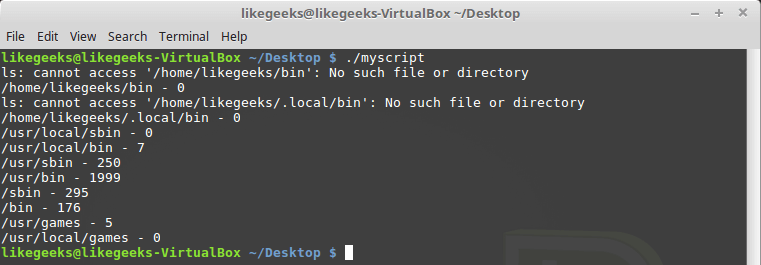 likegeeks@likegeeks-VirtualBox ~/Desktop
File Edit View Search Terminal Help
likegeeks@likegeeks-VirtualBox ~/Desktop $ ./myscript
ls: cannot access '/home/likegeeks/bin': No such file or directory
/home/likegeeks/bin - 0
ls: cannot access '/home/likegeeks/.local/bin': No such file or directory
/home/likegeeks/.local/bin - 0
/usr/local/sbin - 0
/usr/local/bin - 7
/usr/sbin - 250
/usr/bin - 1999
/sbin - 295
/bin - 176
/usr/games - 5
/usr/local/games - 0
likegeeks@likegeeks-VirtualBox ~/Desktop $